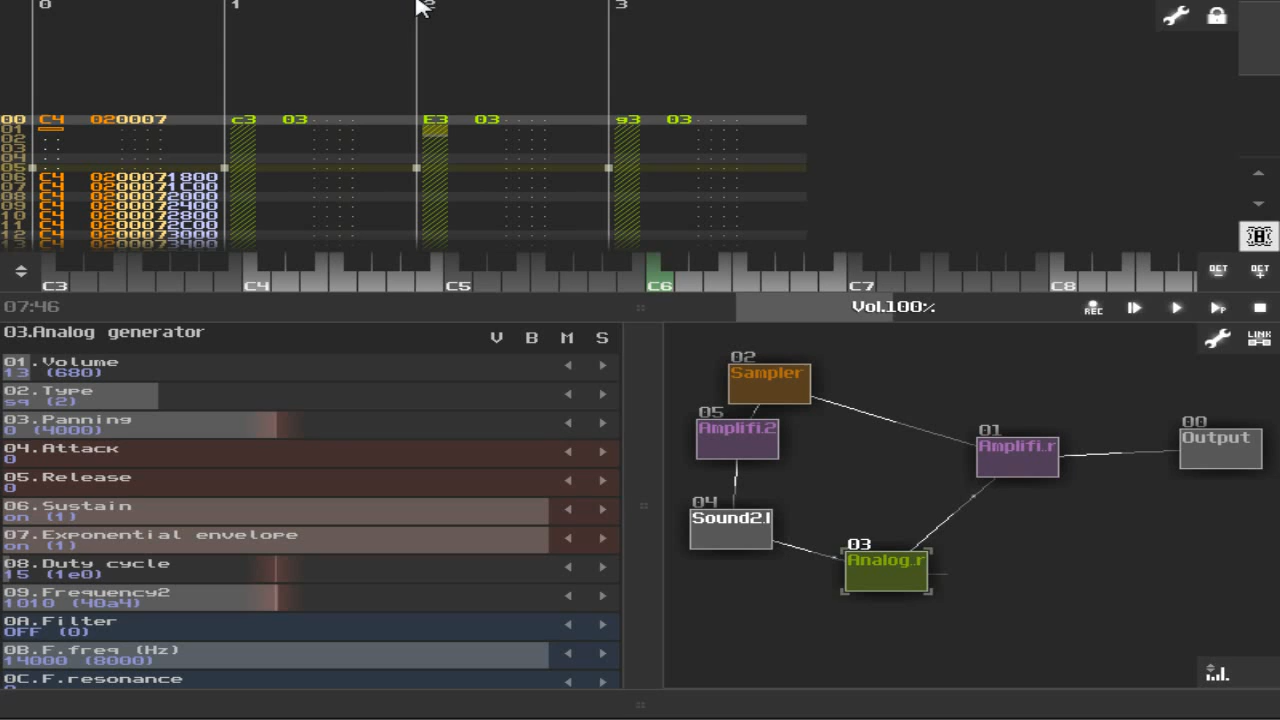 0 1 2 3
00 C4 020007 c3 03 E3 03 g3 03
01
02
03
04
05
06 C4 0200071800
07 C4 0200071C00
08 C4 0200072000
09 C4 0200072400
10 C4 0200072800
11 C4 0200072C00
12 C4 0200073000
13 C4 0200073400
C3 C4 C5 C6 C7 C8 OCT - OCT +
07:46 Vol.100% REC P
03.Analog generator V B M S
01.Volume
13 (680)
02.Type
sq (2)
03.Panning
0 (4000)
04.Attack
0
05.Release
0
06.Sustain
on (1)
07.Exponential envelope
on (1)
08.Duty cycle
15 (1e0)
09.Frequency2
1010 (40a4)
0A.Filter
OFF (0)
0B.F.freq (Hz)
14000 (8000)
0C.F.resonance
LINK
02
Sampler
05
Amplifi.2
01
Amplifi.r
00
Output
04
Sound2.l
03
Analog.r